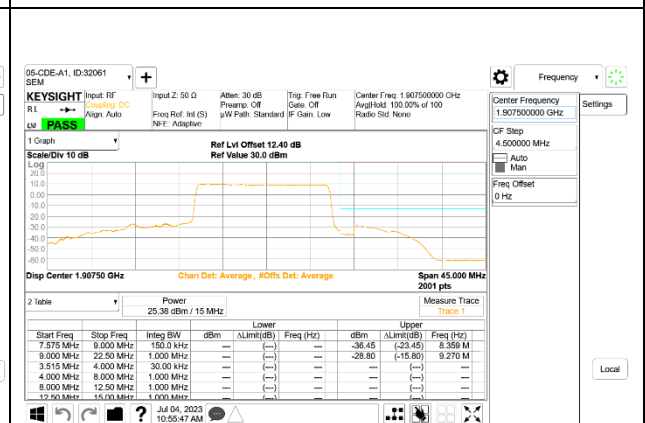 05-CDE-A1, ID:32061
SEM
+
Frequency
KEYSIGHT Input: RF Input Z: 50 Ω Atten: 30 dB Trig: Free Run Center Freq: 1.907500000 GHz
R L Coupling: DC Preamp: Off Gate: Off Avg|Hold: 100.00% of 100
Align: Auto Freq Ref: Int (S) µW Path: Standard IF Gain: Low Radio Std: None
NFE: Adaptive
PASS
Center Frequency
1.907500000 GHz
Settings
CF Step
4.500000 MHz
Auto
Man
Freq Offset
0 Hz
1 Graph
Ref Lvl Offset 12.40 dB
Scale/Div 10 dB Ref Value 30.0 dBm
Log
20.0
10.0
0.00
-10.0
-20.0
-30.0
-40.0
-50.0
-60.0
Disp Center 1.90750 GHz Chan Det: Average , #Offs Det: Average Span 45.000 MHz
2001 pts
2 Table Power Measure Trace
25.38 dBm / 15 MHz Trace 1
Lower Upper
Start Freq Stop Freq Integ BW dBm ΔLimit(dB) Freq (Hz) dBm ΔLimit(dB) Freq (Hz)
7.575 MHz 9.000 MHz 150.0 kHz --- (---) --- -36.45 (-23.45) 8.359 M
9.000 MHz 22.50 MHz 1.000 MHz --- (---) --- -28.80 (-15.80) 9.270 M
3.515 MHz 4.000 MHz 30.00 kHz --- (---) --- --- (---) ---
4.000 MHz 8.000 MHz 1.000 MHz --- (---) --- --- (---) ---
8.000 MHz 12.50 MHz 1.000 MHz --- (---) --- --- (---) ---
12.50 MHz 15.00 MHz 1.000 MHz --- (---) --- --- (---) ---
Local
? Jul 04, 2023
10:55:47 AM